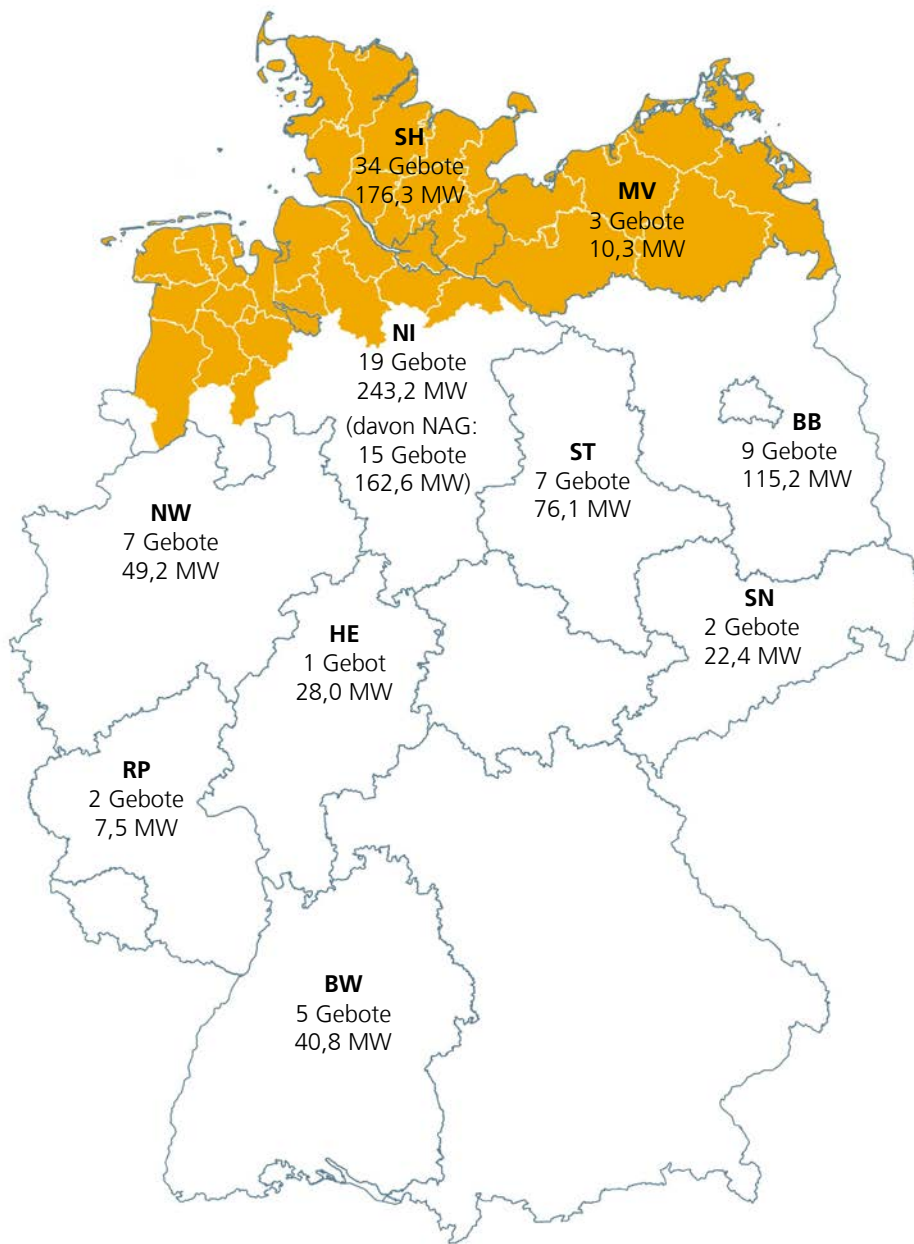 SH
34 Gebote
176,3 MW
MV
3 Gebote
10,3 MW
NI
19 Gebote
243,2 MW
(davon NAG:
15 Gebote
162,6 MW)
ST
7 Gebote
76,1 MW
BB
9 Gebote
115,2 MW
NW
7 Gebote
49,2 MW
HE
1 Gebot
28,0 MW
SN
2 Gebote
22,4 MW
RP
2 Gebote
7,5 MW
BW
5 Gebote
40,8 MW